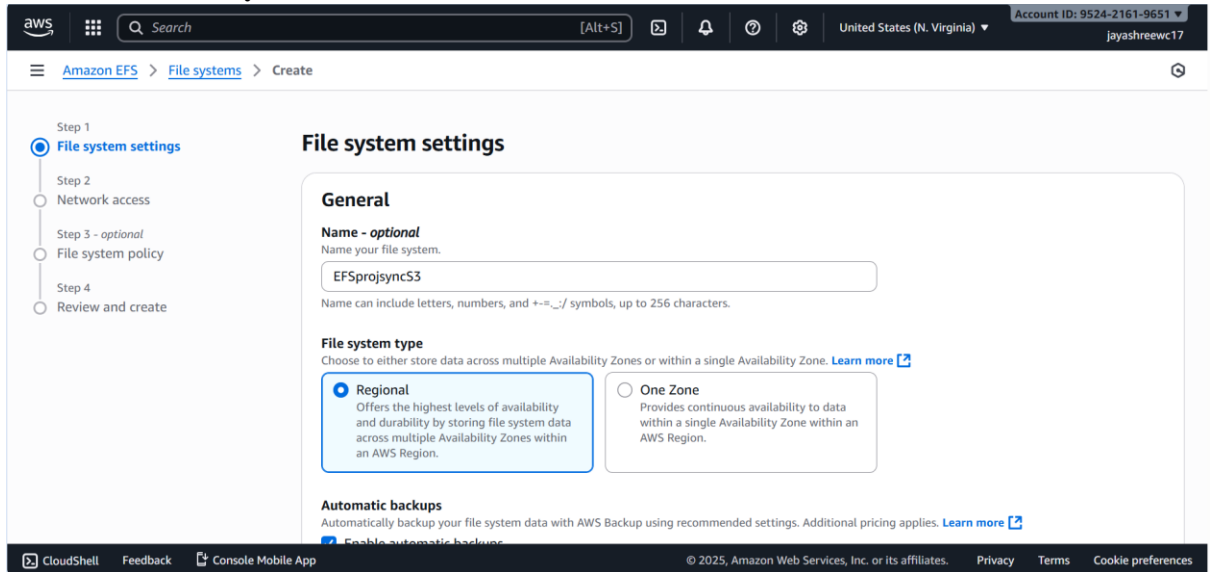 aws
Search
[Alt+S]
United States (N. Virginia)
Account ID: 9524-2161-9651
jayashreewc17
Amazon EFS > File systems > Create
Step 1
File system settings
Step 2
Network access
Step 3 - optional
File system policy
Step 4
Review and create
File system settings
General
Name - optional
Name your file system.
EFSprojsyncS3
Name can include letters, numbers, and +-=._:/ symbols, up to 256 characters.
File system type
Choose to either store data across multiple Availability Zones or within a single Availability Zone. Learn more
Regional
Offers the highest levels of availability
and durability by storing file system data
across multiple Availability Zones within
an AWS Region.
One Zone
Provides continuous availability to data
within a single Availability Zone within an
AWS Region.
Automatic backups
Automatically backup your file system data with AWS Backup using recommended settings. Additional pricing applies. Learn more
Enable automatic backups
CloudShell
Feedback
Console Mobile App
© 2025, Amazon Web Services, Inc. or its affiliates.
Privacy
Terms
Cookie preferences